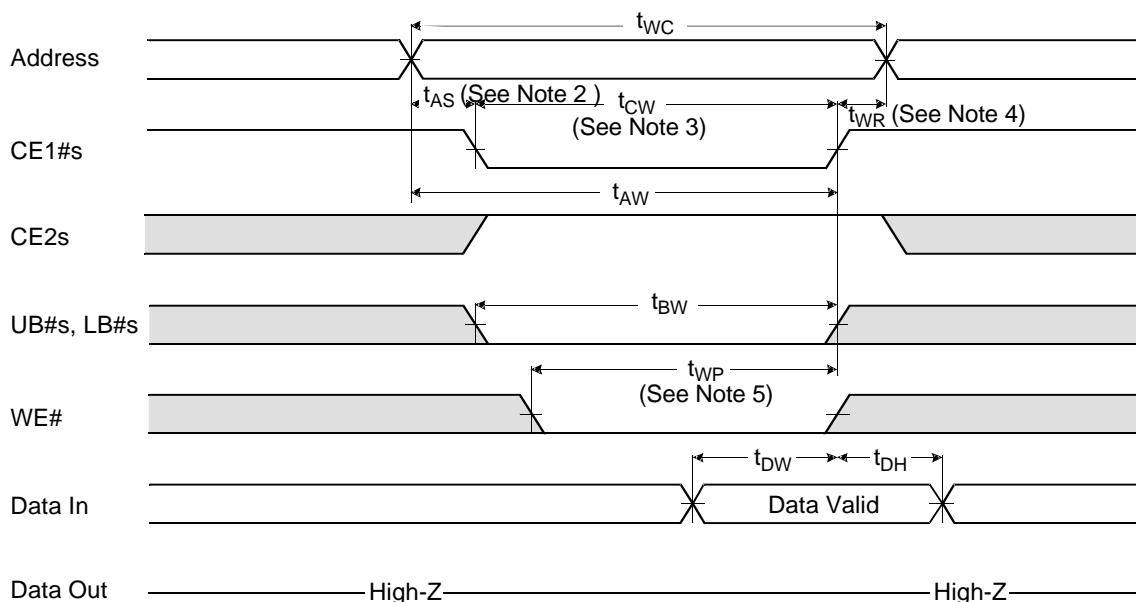 tWC
Address
tAS (See Note 2 )
tCW
(See Note 3)
tWR (See Note 4)
CE1#s
tAW
CE2s
tBW
UB#s, LB#s
tWP
(See Note 5)
WE#
tDW
tDH
Data In
Data Valid
Data Out
High-Z
High-Z